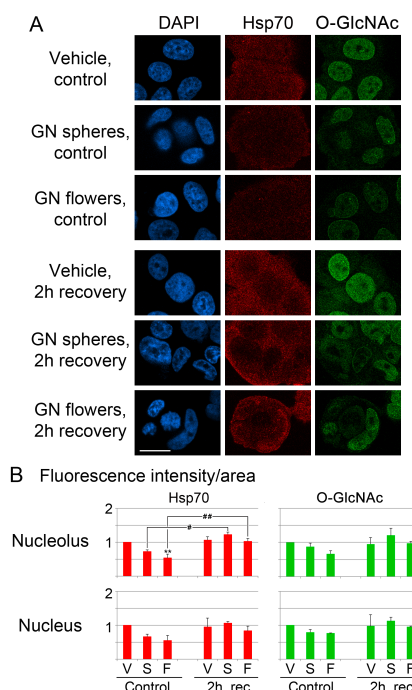 A
DAPI Hsp70 O-GlcNAc
Vehicle,
control
GN spheres,
control
GN flowers,
control
Vehicle,
2h recovery
GN spheres,
2h recovery
GN flowers,
2h recovery
B Fluorescence intensity/area
Hsp70 O-GlcNAc
Nucleolus
2
1
##
#
**
2
1
Nucleus
2
1
2
1
V S F V S F V S F V S F
Control 2h rec. Control 2h rec.